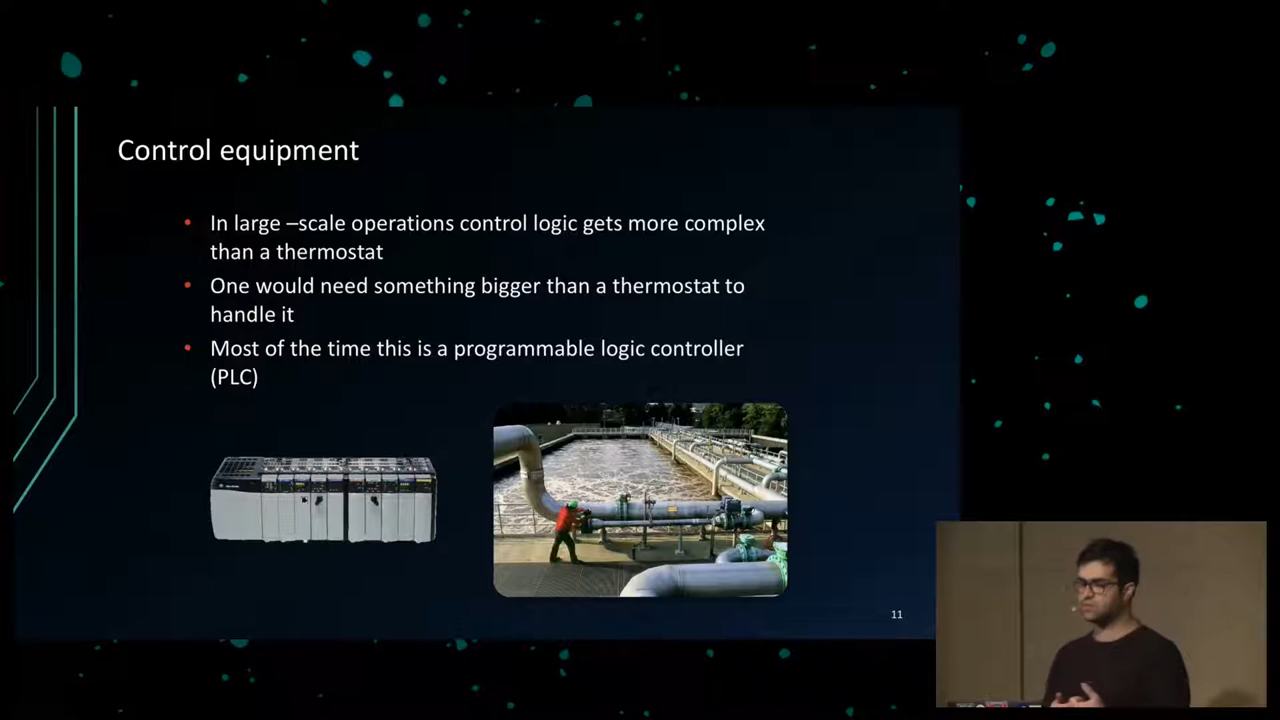 Control equipment
• In large –scale operations control logic gets more complex
than a thermostat
• One would need something bigger than a thermostat to
handle it
• Most of the time this is a programmable logic controller
(PLC)
11